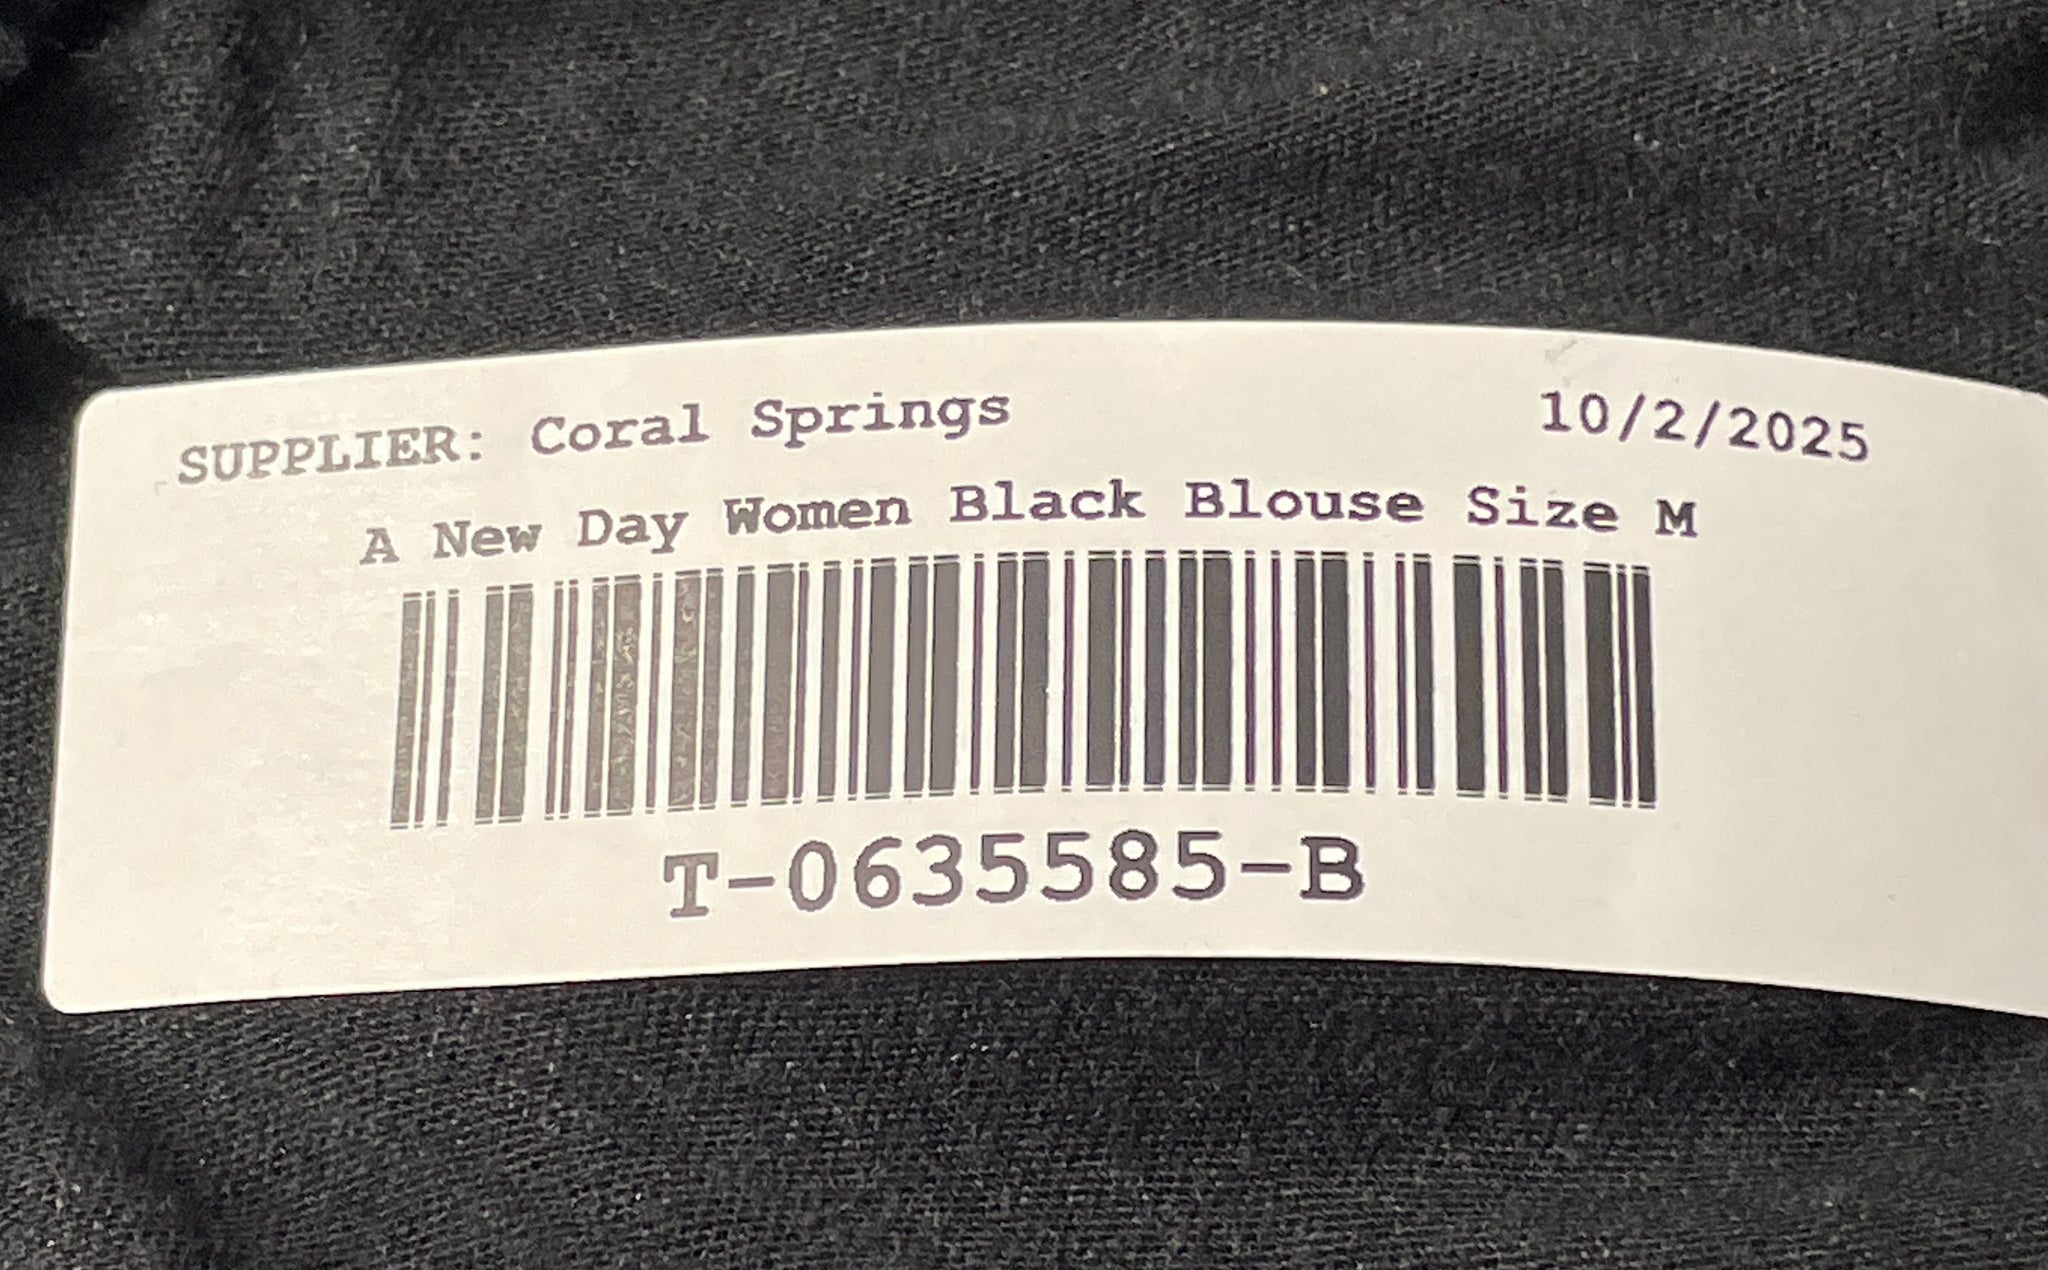 SUPPLIER: Coral Springs 10/2/2025
A New Day Women Black Blouse Size M
T-0635585-B